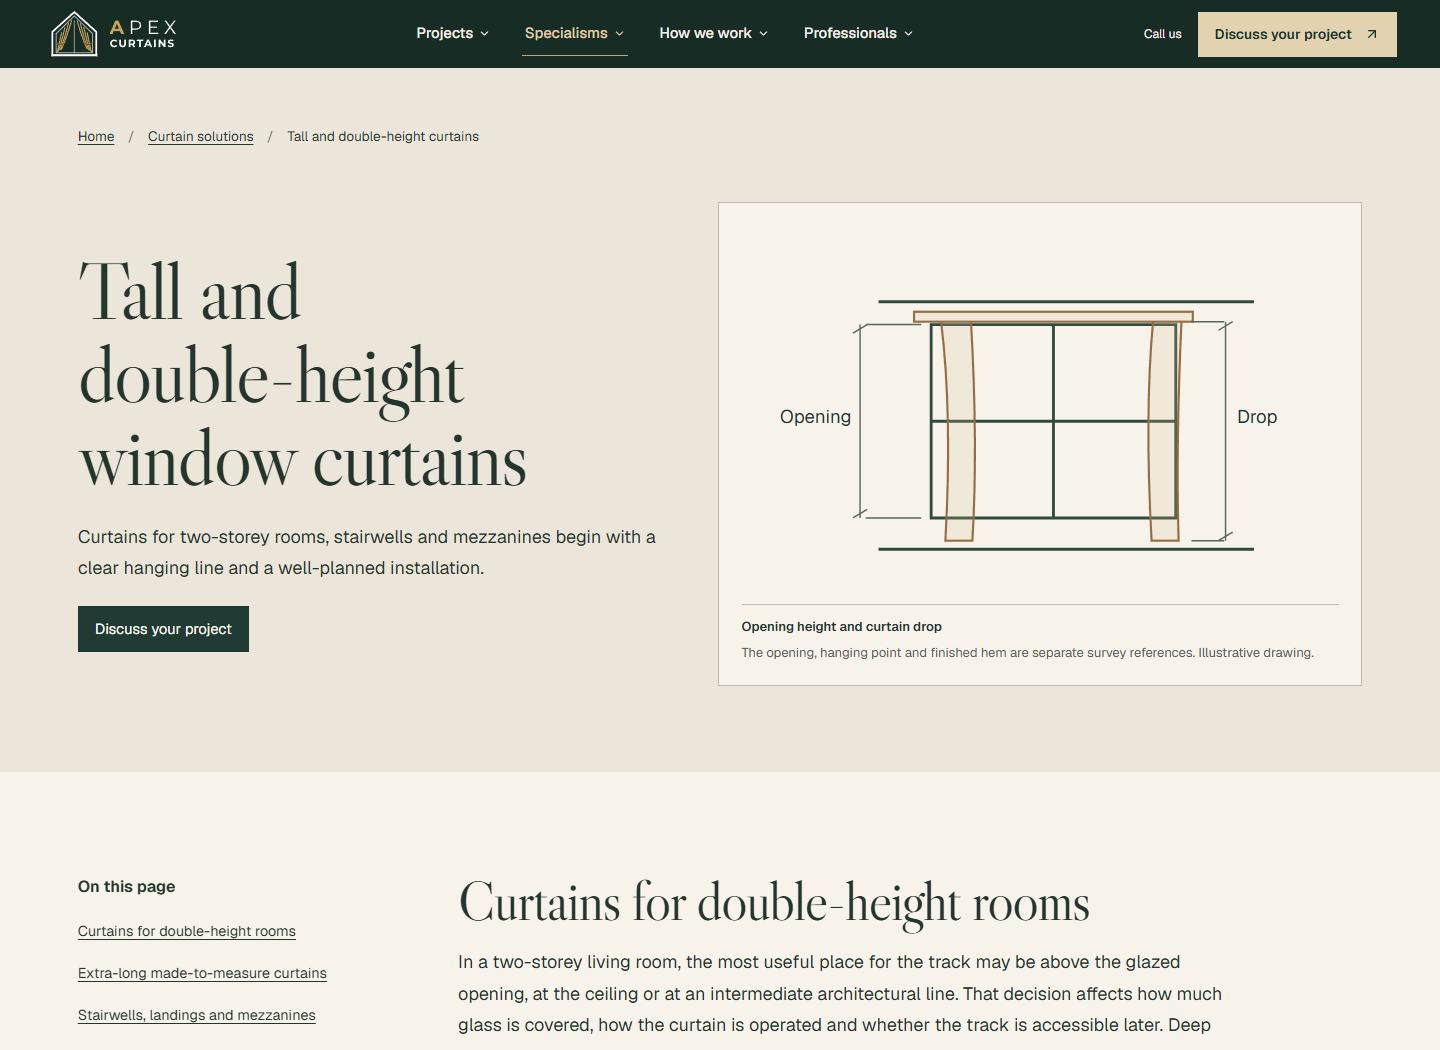 APEX
CURTAINS
Projects
Specialisms
How we work
Professionals
Call us
Discuss your project
Home / Curtain solutions / Tall and double-height curtains
Tall and
double-height
window curtains
Curtains for two-storey rooms, stairwells and mezzanines begin with a
clear hanging line and a well-planned installation.
Discuss your project
Opening
Drop
Opening height and curtain drop
The opening, hanging point and finished hem are separate survey references. Illustrative drawing.
On this page
Curtains for double-height rooms
Extra-long made-to-measure curtains
Stairwells, landings and mezzanines
Curtains for double-height rooms
In a two-storey living room, the most useful place for the track may be above the glazed
opening, at the ceiling or at an intermediate architectural line. That decision affects how much
glass is covered, how the curtain is operated and whether the track is accessible later. Deep